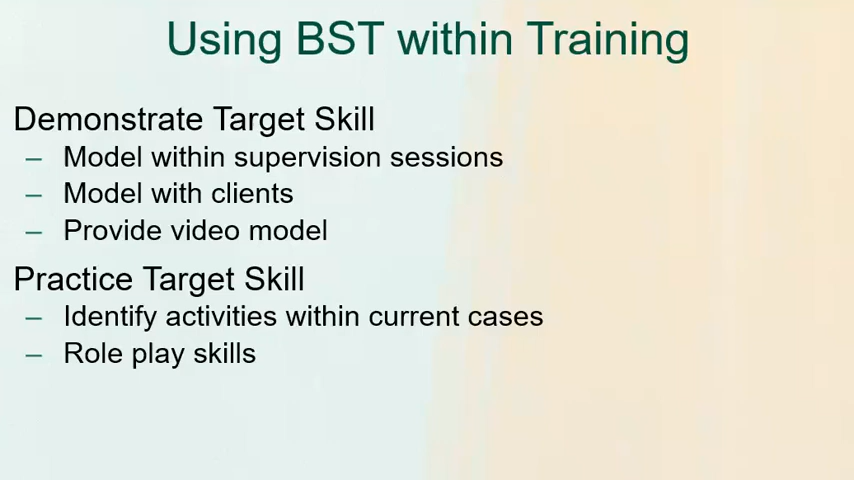 Using BST within Training
Demonstrate Target Skill
– Model within supervision sessions
– Model with clients
– Provide video model
Practice Target Skill
– Identify activities within current cases
– Role play skills